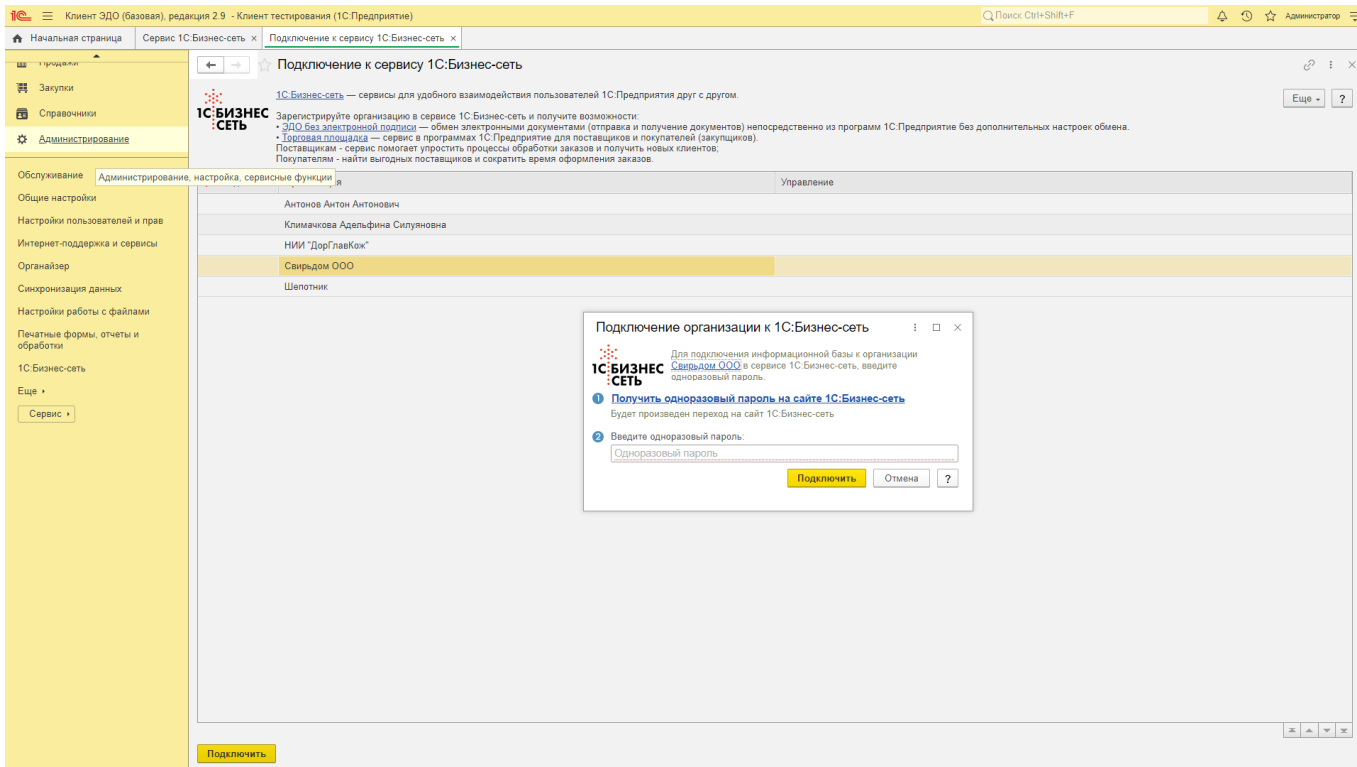 1С Клиент ЭДО (базовая), редакция 2.9 - Клиент тестирования (1С:Предприятие) Поиск Ctrl+Shift+F Администратор
Начальная страница Сервис 1С:Бизнес-сеть × Подключение к сервису 1С:Бизнес-сеть ×
Продажи
Закупки
Справочники
Администрирование
Администрирование, настройка, сервисные функции
Обслуживание
Общие настройки
Настройки пользователей и прав
Интернет-поддержка и сервисы
Органайзер
Синхронизация данных
Настройки работы с файлами
Печатные формы, отчеты и
обработки
1С:Бизнес-сеть
Еще
Сервис
Подключение к сервису 1С:Бизнес-сеть
1С БИЗНЕС
СЕТЬ
1С:Бизнес-сеть — сервисы для удобного взаимодействия пользователей 1С:Предприятия друг с другом.
Еще ?
Зарегистрируйте организацию в сервисе 1С:Бизнес-сеть и получите возможности:
• ЭДО без электронной подписи — обмен электронными документами (отправка и получение документов) непосредственно из программ 1С:Предприятие без дополнительных настроек обмена.
• Торговая площадка — сервис в программах 1С:Предприятие для поставщиков и покупателей (закупщиков).
Поставщикам - сервис помогает упростить процессы обработки заказов и получить новых клиентов;
Покупателям - найти выгодных поставщиков и сократить время оформления заказов.
Управление
Антонов Антон Антонович
Климачкова Адельфина Силуяновна
НИИ "ДорГлавКож"
Свирьдом ООО
Шепотник
Подключение организации к 1С:Бизнес-сеть
1С БИЗНЕС
СЕТЬ
Для подключения информационной базы к организации
Свирьдом ООО в сервисе 1С:Бизнес-сеть, введите
одноразовый пароль.
1 Получить одноразовый пароль на сайте 1С:Бизнес-сеть
Будет произведен переход на сайт 1С:Бизнес-сеть
2 Введите одноразовый пароль:
Одноразовый пароль
Подключить Отмена ?
Подключить